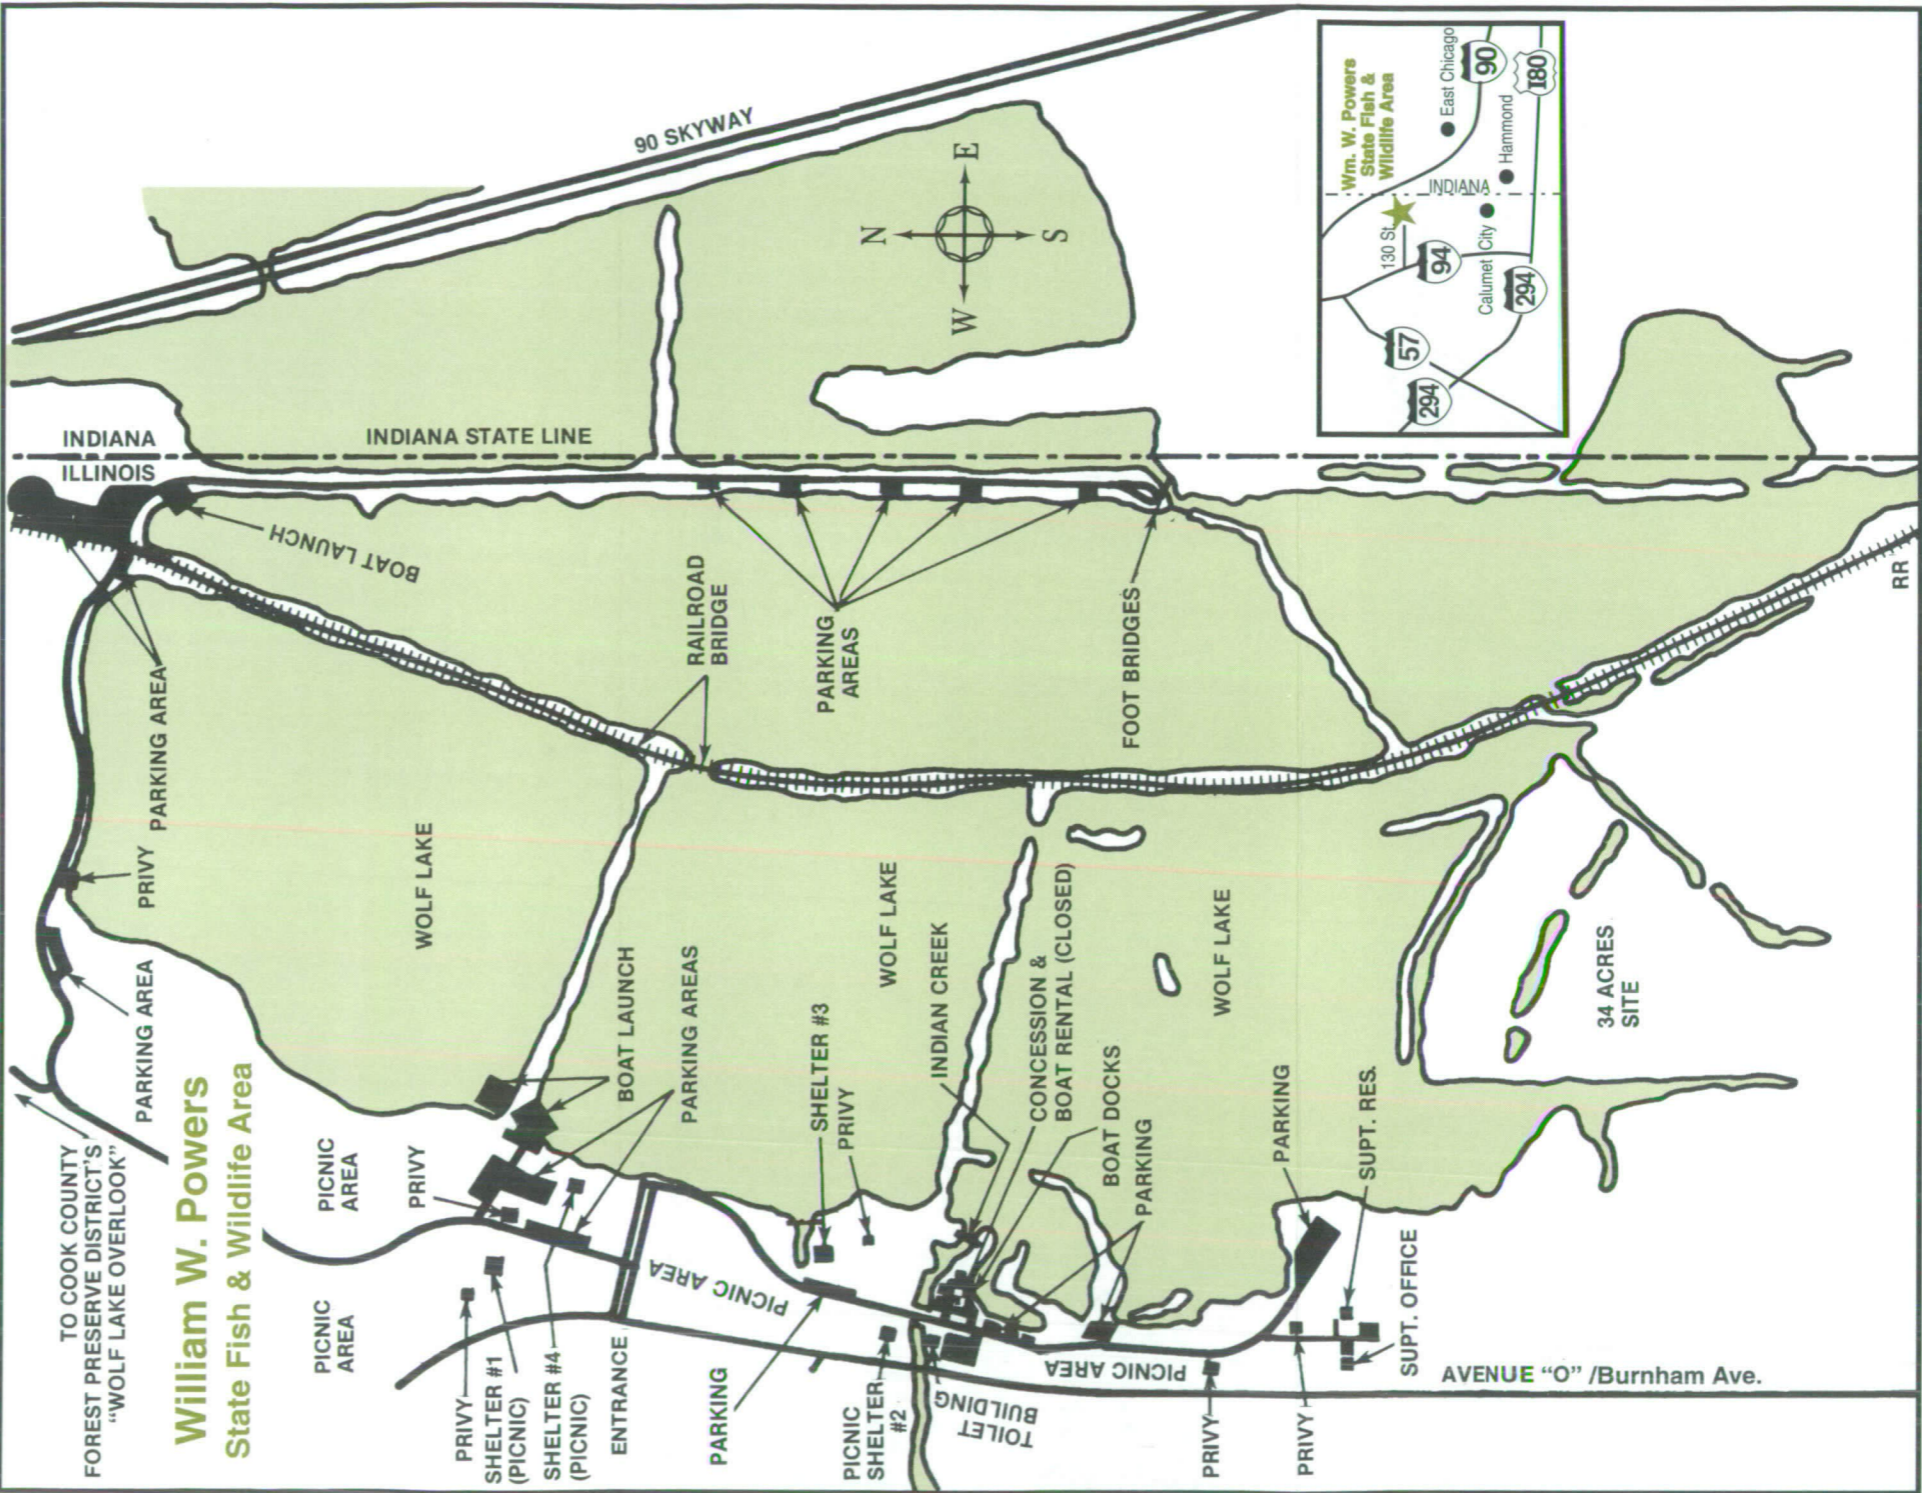 TO COOK COUNTY
FOREST PRESERVE DISTRICT'S
"WOLF LAKE OVERLOOK"
William W. Powers
State Fish & Wildlife Area
PARKING AREA
PRIVY
PARKING AREA
INDIANA
ILLINOIS
BOAT LAUNCH
INDIANA STATE LINE
90 SKYWAY
N
E
S
W
PICNIC
AREA
PICNIC
AREA
PRIVY
WOLF LAKE
PRIVY
SHELTER #1
(PICNIC)
SHELTER #4
(PICNIC)
ENTRANCE
BOAT LAUNCH
PARKING AREAS
PICNIC AREA
RAILROAD
BRIDGE
PARKING
AREAS
PARKING
SHELTER #3
PRIVY
WOLF LAKE
PICNIC
SHELTER
#2
TOILET
BUILDING
INDIAN CREEK
CONCESSION &
BOAT RENTAL (CLOSED)
BOAT DOCKS
PARKING
FOOT BRIDGES
PICNIC AREA
WOLF LAKE
PRIVY
PRIVY
PARKING
SUPT. RES.
SUPT. OFFICE
AVENUE "O" /Burnham Ave.
34 ACRES
SITE
RR
Wm. W. Powers
State Fish &
Wildlife Area
130 St.
INDIANA
East Chicago
Hammond
Calumet City
90
I80
94
294
57
294